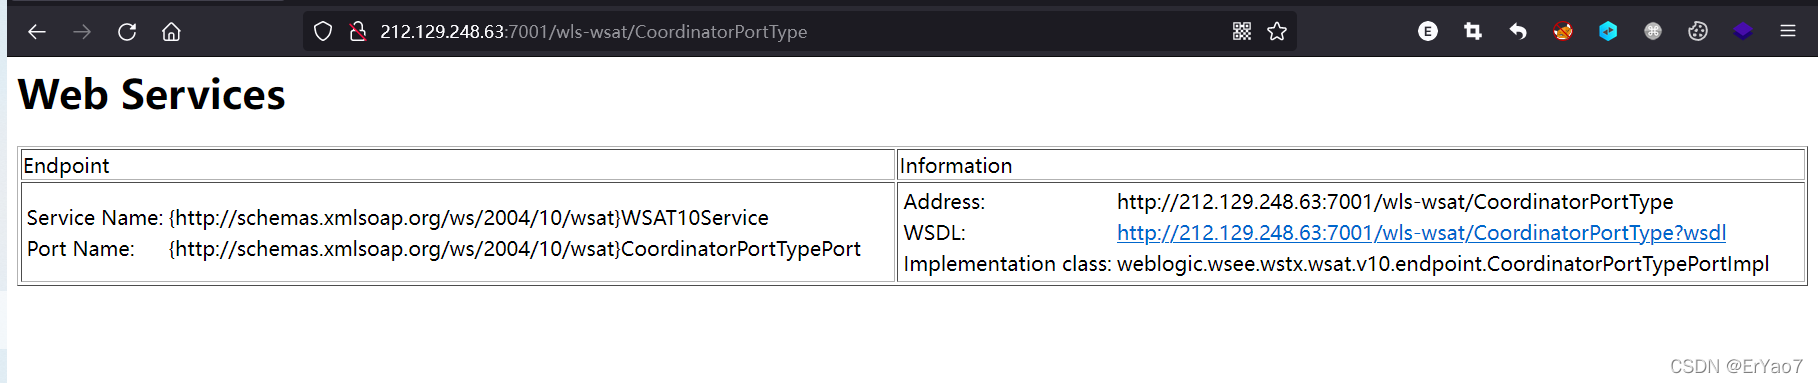 212.129.248.63:7001/wls-wsat/CoordinatorPortType
E
Web Services
Endpoint
Information
Service Name: {http://schemas.xmlsoap.org/ws/2004/10/wsat}WSAT10Service
Port Name: {http://schemas.xmlsoap.org/ws/2004/10/wsat}CoordinatorPortTypePort
Address: http://212.129.248.63:7001/wls-wsat/CoordinatorPortType
WSDL: http://212.129.248.63:7001/wls-wsat/CoordinatorPortType?wsdl
Implementation class: weblogic.wsee.wstx.wsat.v10.endpoint.CoordinatorPortTypePortImpl
CSDN @ErYao7